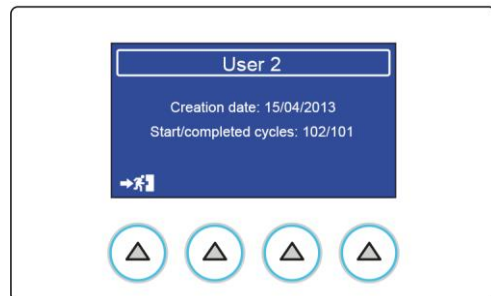 User 2
Creation date: 15/04/2013
Start/completed cycles: 102/101